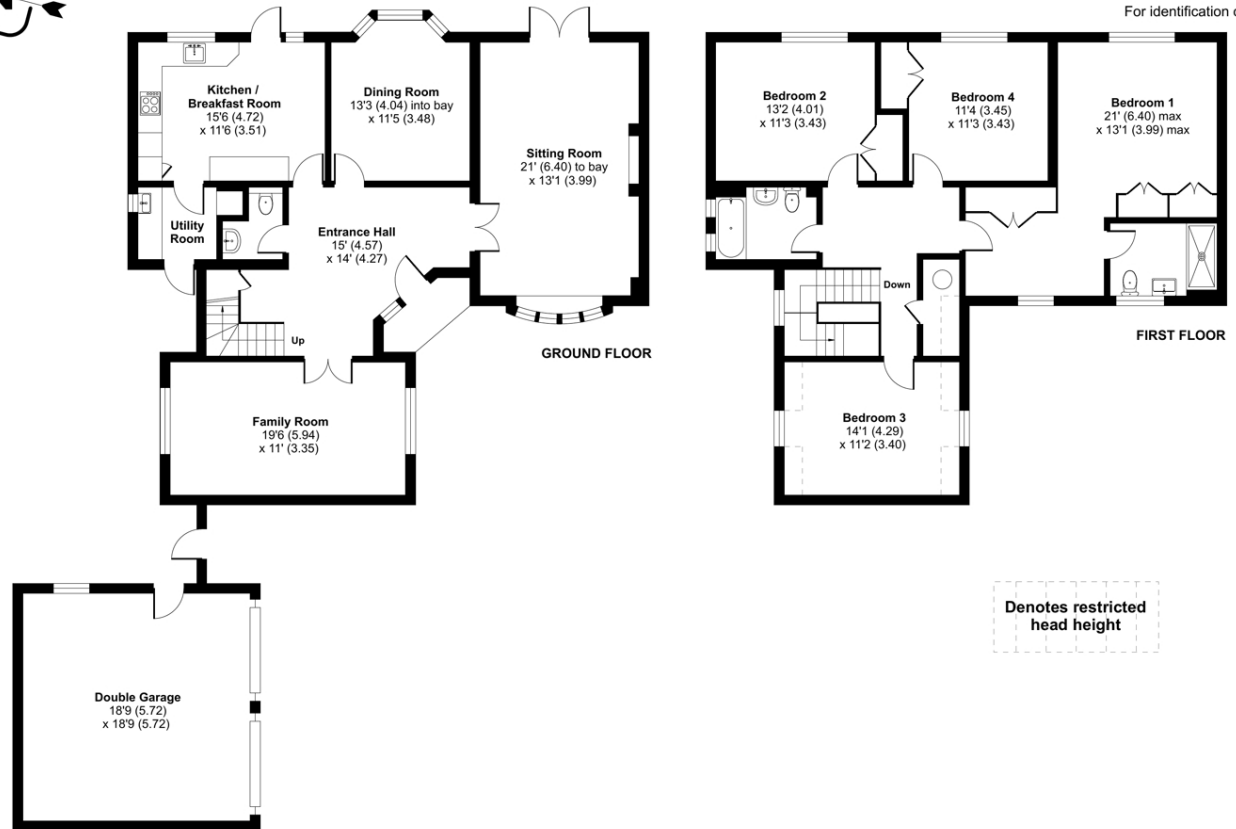 For identification o
Kitchen /
Breakfast Room
15'6 (4.72)
x 11'6 (3.51)
Dining Room
13'3 (4.04) into bay
x 11'5 (3.48)
Sitting Room
21' (6.40) to bay
x 13'1 (3.99)
Utility
Room
Entrance Hall
15' (4.57)
x 14' (4.27)
Up
GROUND FLOOR
Family Room
19'6 (5.94)
x 11' (3.35)
Double Garage
18'9 (5.72)
x 18'9 (5.72)
Bedroom 2
13'2 (4.01)
x 11'3 (3.43)
Bedroom 4
11'4 (3.45)
x 11'3 (3.43)
Bedroom 1
21' (6.40) max
x 13'1 (3.99) max
Down
FIRST FLOOR
Bedroom 3
14'1 (4.29)
x 11'2 (3.40)
Denotes restricted
head height